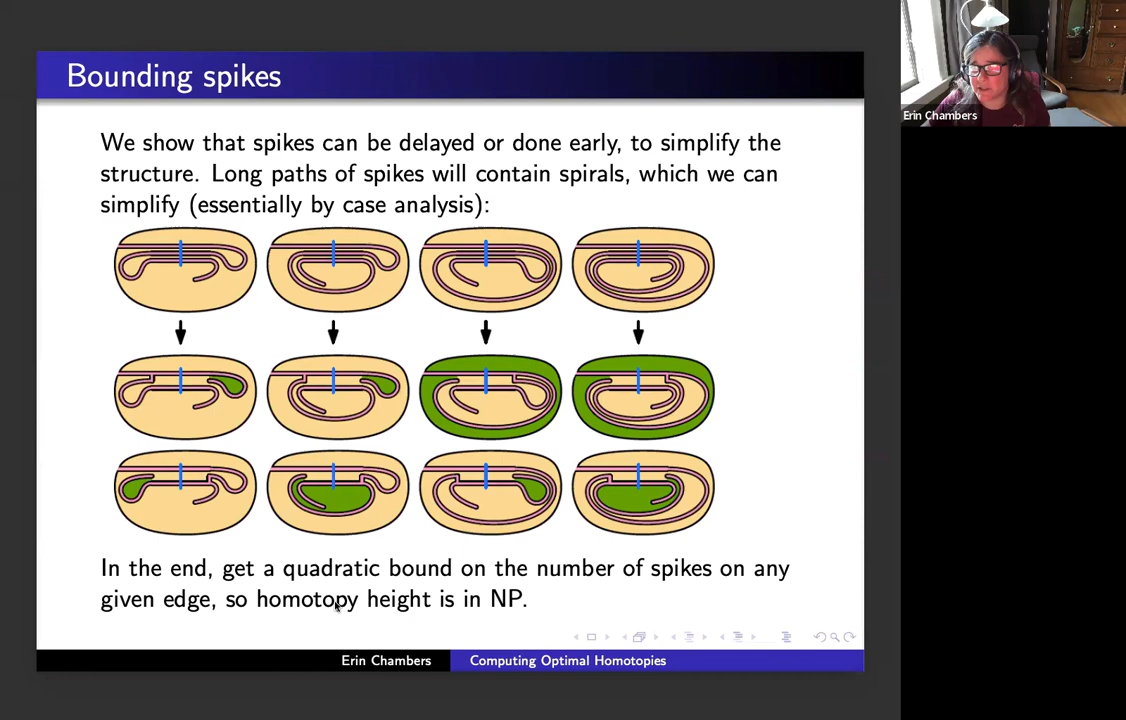 Bounding spikes
We show that spikes can be delayed or done early, to simplify the
structure. Long paths of spikes will contain spirals, which we can
simplify (essentially by case analysis):
In the end, get a quadratic bound on the number of spikes on any
given edge, so homotopy height is in NP.
Erin Chambers
Computing Optimal Homotopies
Erin Chambers